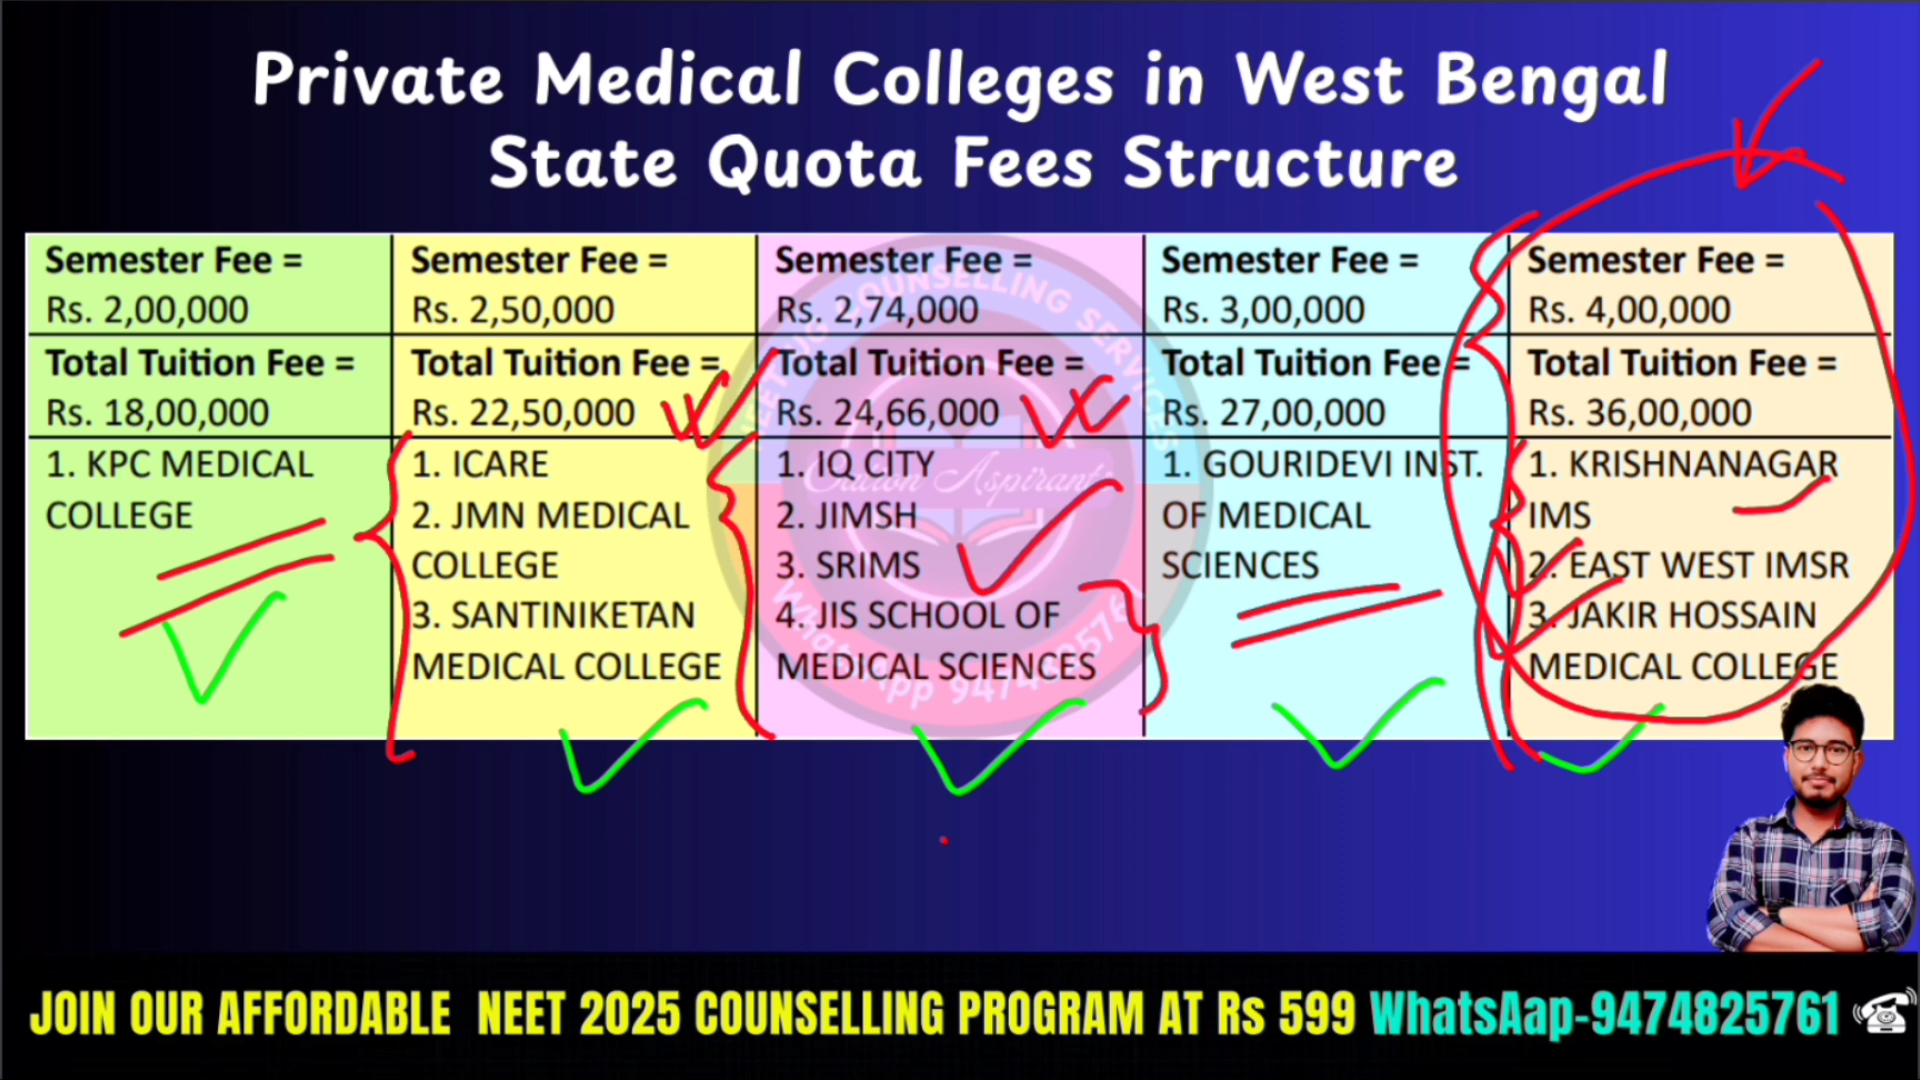 Private Medical Colleges in West Bengal
State Quota Fees Structure
Semester Fee =
Rs. 2,00,000
Total Tuition Fee =
Rs. 18,00,000
1. KPC MEDICAL
COLLEGE
Semester Fee =
Rs. 2,50,000
Total Tuition Fee =
Rs. 22,50,000
1. ICARE
2. JMN MEDICAL
COLLEGE
3. SANTINIKETAN
MEDICAL COLLEGE
Semester Fee =
Rs. 2,74,000
Total Tuition Fee =
Rs. 24,66,000
1. IQ CITY
2. JIMSH
3. SRIMS
4. JIS SCHOOL OF
MEDICAL SCIENCES
Semester Fee =
Rs. 3,00,000
Total Tuition Fee =
Rs. 27,00,000
1. GOURIDEVI INST.
OF MEDICAL
SCIENCES
Semester Fee =
Rs. 4,00,000
Total Tuition Fee =
Rs. 36,00,000
1. KRISHNANAGAR
IMS
2. EAST WEST IMSR
3. JAKIR HOSSAIN
MEDICAL COLLEGE
COUNSELLING SERVICES
Aspirants
WhatsApp
JOIN OUR AFFORDABLE NEET 2025 COUNSELLING PROGRAM AT Rs 599 WhatsAap-9474825761